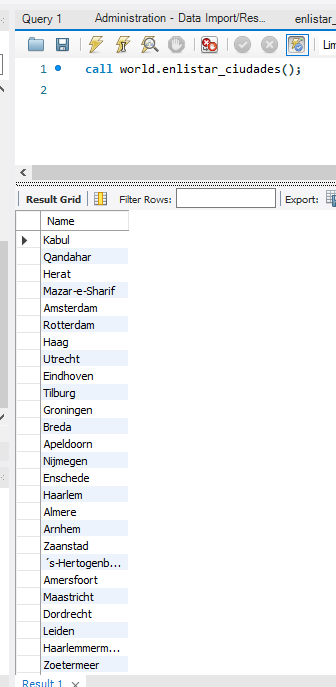 Query 1 Administration - Data Import/Res... enlistar_
Lim
1 call world.enlistar_ciudades();
2
Result Grid Filter Rows: Export:
Name
Kabul
Qandahar
Herat
Mazar-e-Sharif
Amsterdam
Rotterdam
Haag
Utrecht
Eindhoven
Tilburg
Groningen
Breda
Apeldoorn
Nijmegen
Enschede
Haarlem
Almere
Arnhem
Zaanstad
´s-Hertogenb...
Amersfoort
Maastricht
Dordrecht
Leiden
Haarlemmerm...
Zoetermeer
Result 1